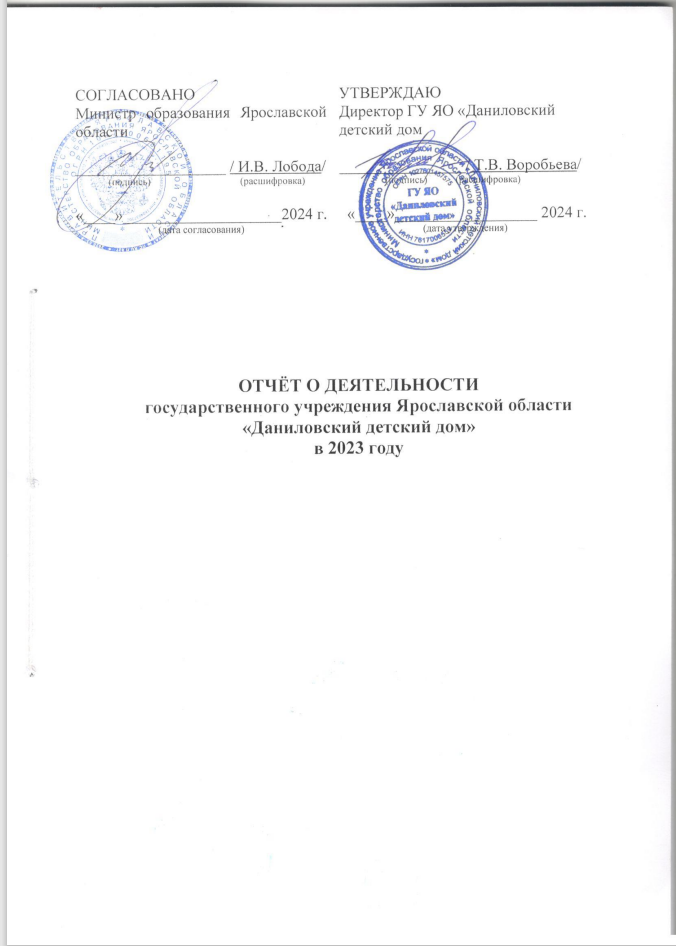 СОГЛАСОВАНО
Министр образования Ярославской
области
/ И.В. Лобода/
(подпись) (расшифровка)
« » 2024 г.
(дата согласования)
УТВЕРЖДАЮ
Директор ГУ ЯО «Даниловский
детский дом
Т.В. Воробьева/
(подпись) (расшифровка)
« 2024 г.
(дата утверждения)
ГУ ЯО
«Даниловский
детский дом»
ОТЧЁТ О ДЕЯТЕЛЬНОСТИ
государственного учреждения Ярославской области
«Даниловский детский дом»
в 2023 году